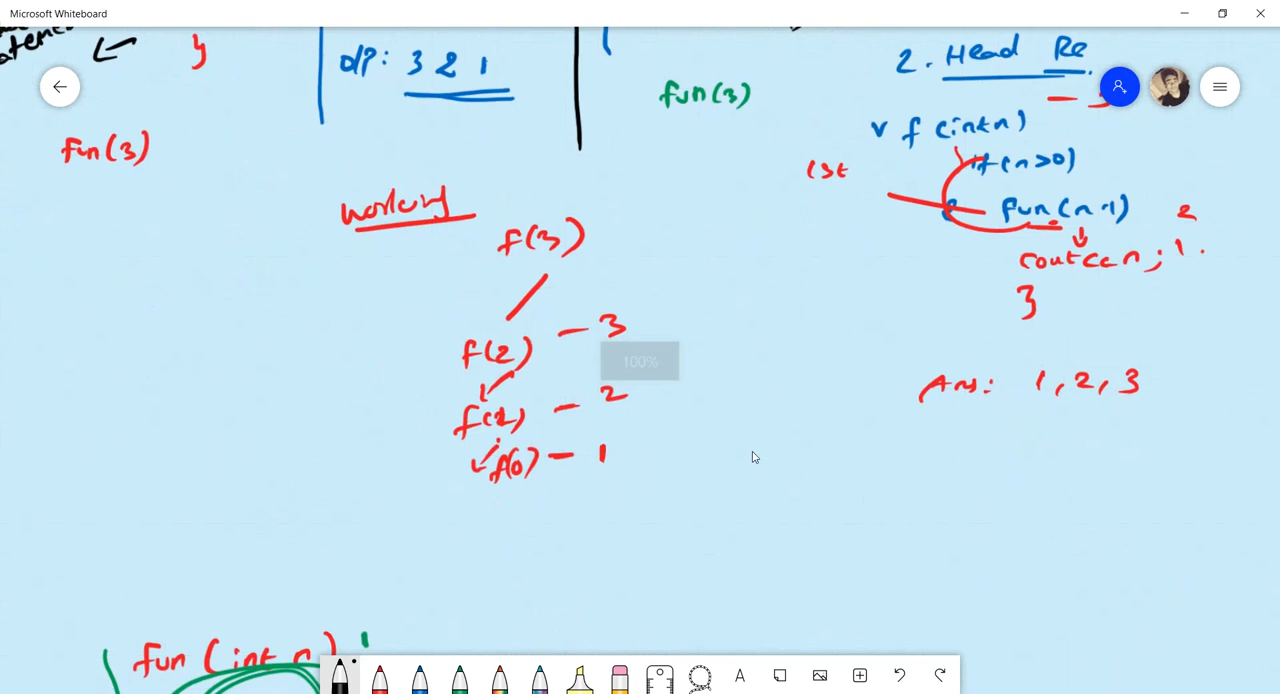 Microsoft Whiteboard
}
o/p: 3 2 1
fun(3)
fun(3)
working
f(3)
f(2) - 3
f(1) - 2
f(0) - 1
100%
2. Head Re
v f (int n)
if (n>0)
1st
{ fun(n-1) 2
cout<<n; 1.
}
Ans: 1, 2, 3
fun (int n)
A